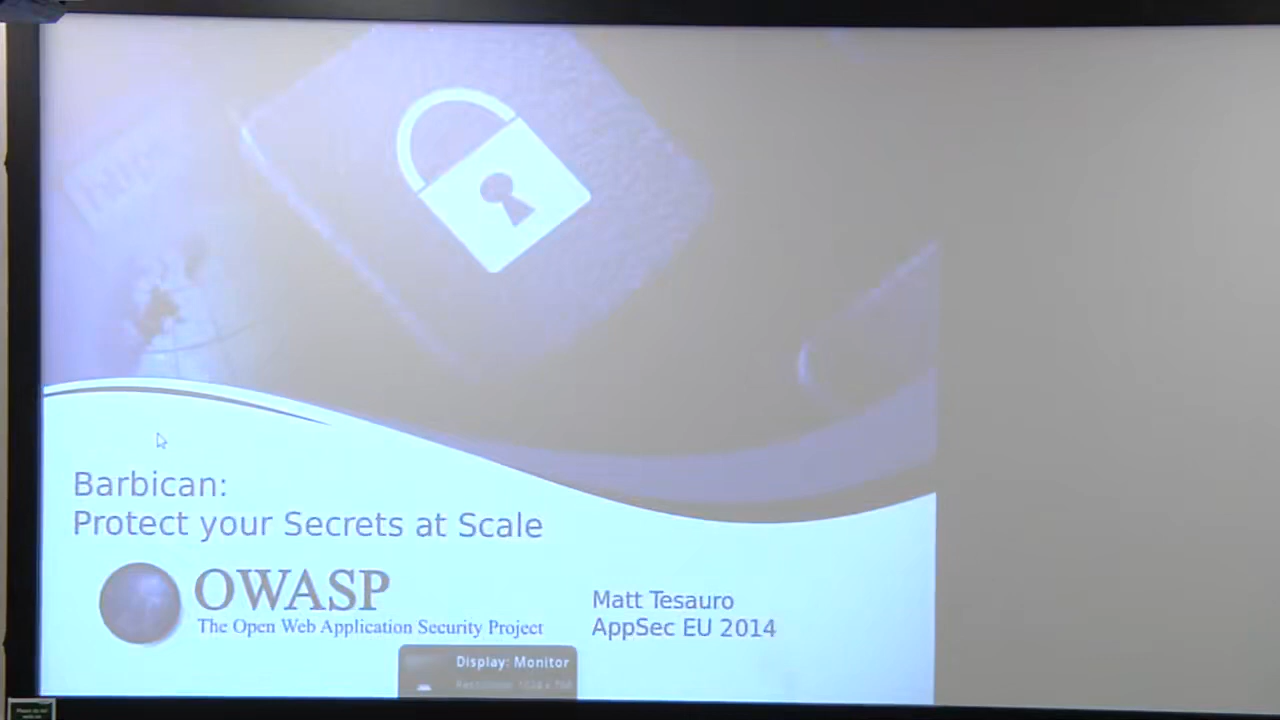 Barbican:
Protect your Secrets at Scale
OWASP
The Open Web Application Security Project
Matt Tesauro
AppSec EU 2014
Display: Monitor